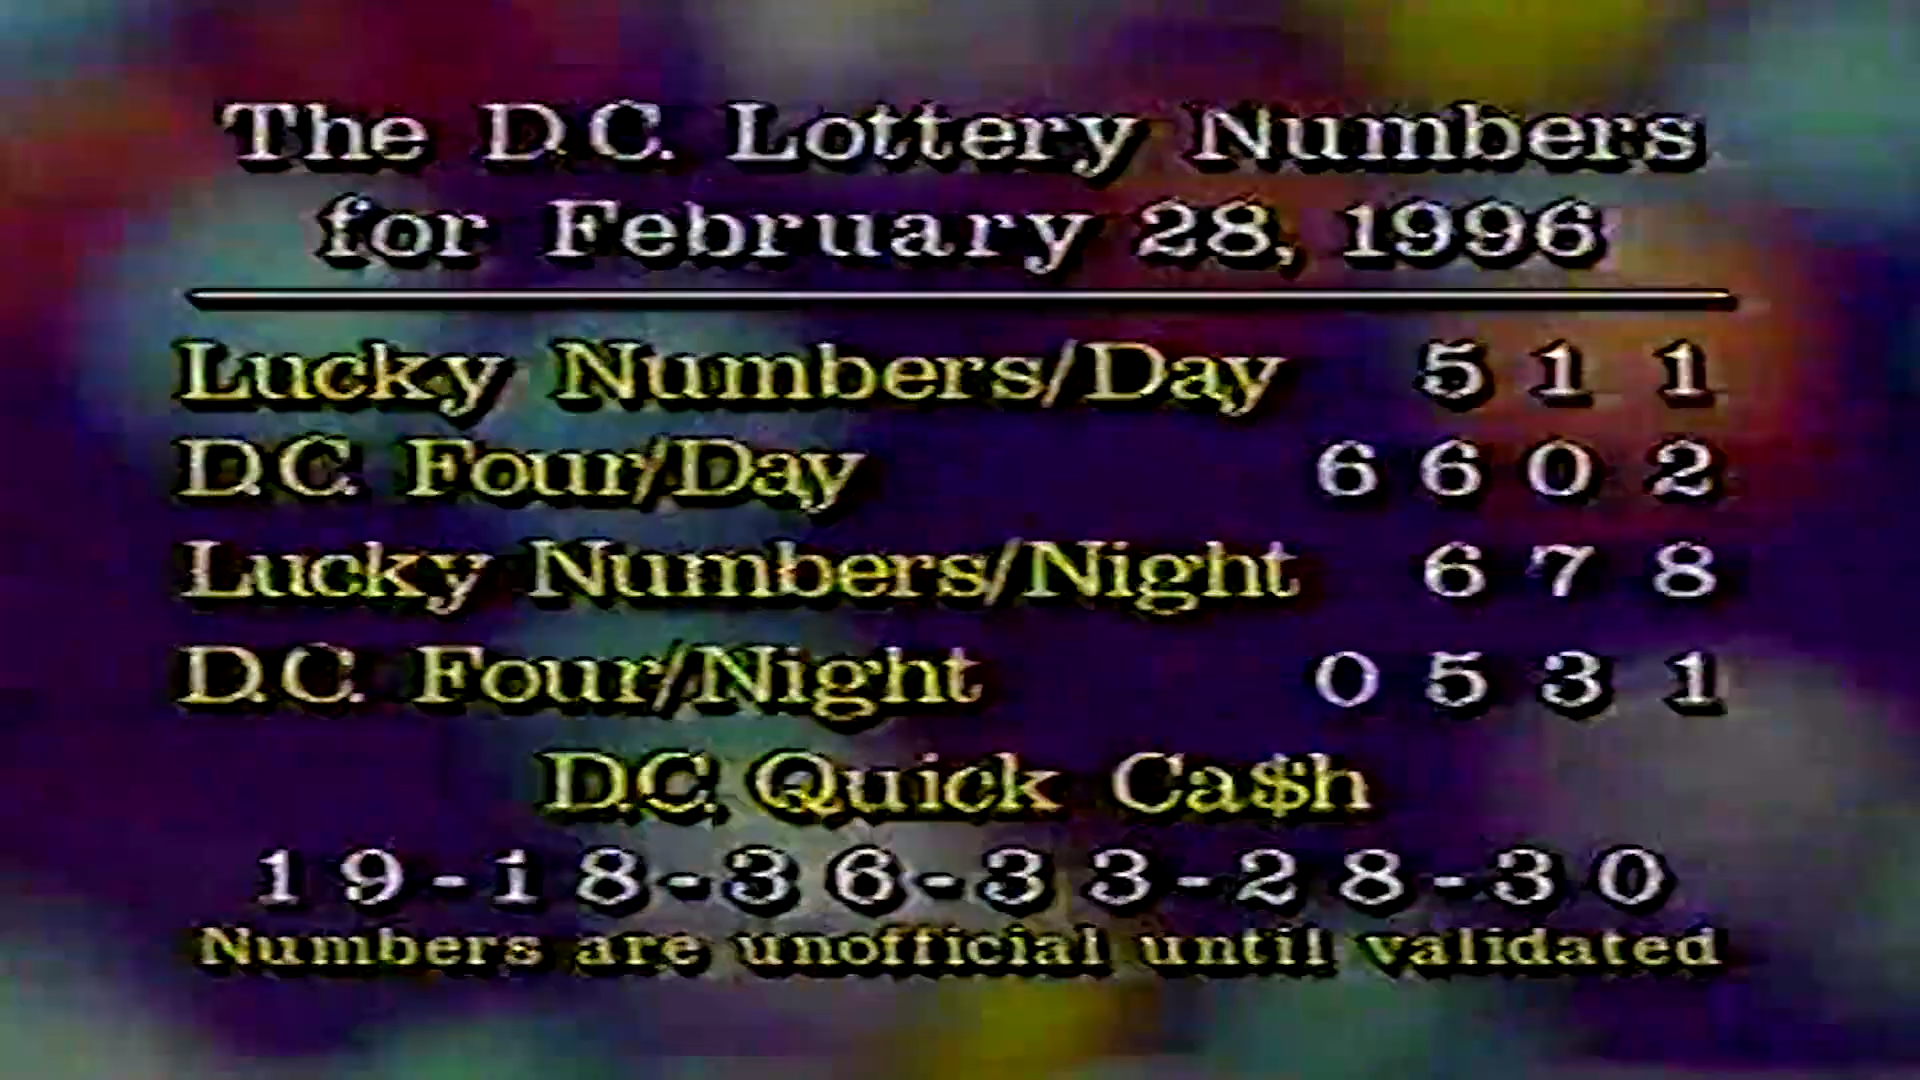 The D.C. Lottery Numbers
for February 28, 1996
Lucky Numbers/Day 5 1 1
D.C. Four/Day 6 6 0 2
Lucky Numbers/Night 6 7 8
D.C. Four/Night 0 5 3 1
D.C. Quick Ca$h
19-18-36-33-28-30
Numbers are unofficial until validated